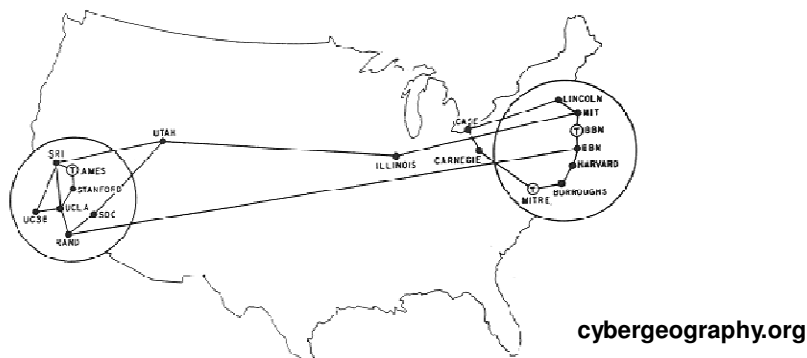 LINCOLN
CASE
MIT
T BBN
UTAH
BBN
SRI
CARNEGIE
ILLINOIS
HARVARD
T AMES
STANFORD
T
BURROUGHS
MITRE
UCLA
SDC
UCSB
RAND
cybergeography.org